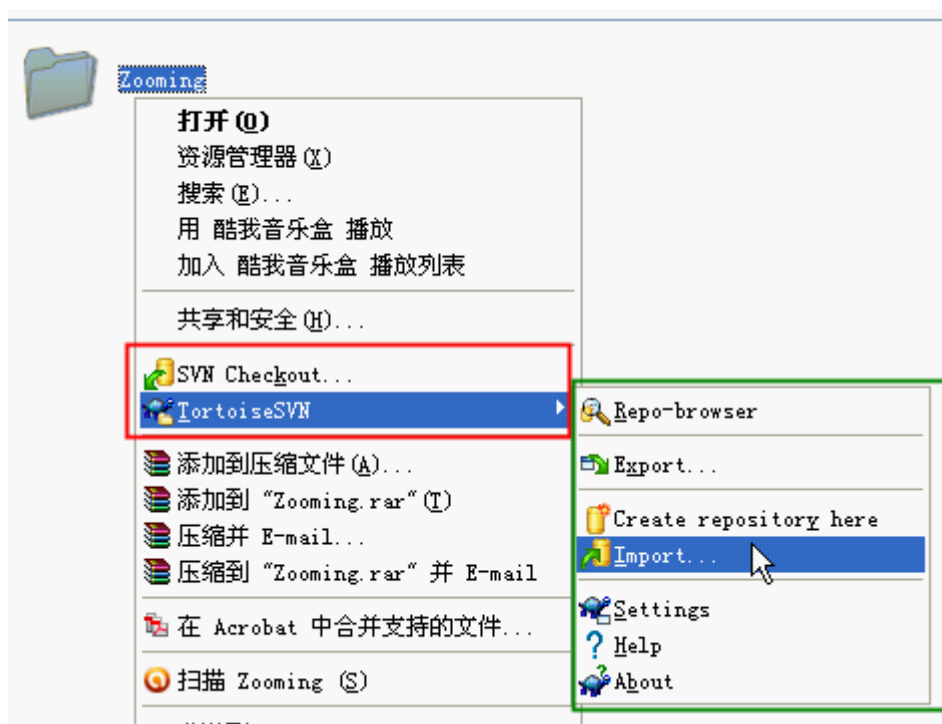 Zooming
打开(O)
资源管理器(X)
搜索(E)...
用 酷我音乐盒 播放
加入 酷我音乐盒 播放列表
共享和安全(H)...
SVN Checkout...
TortoiseSVN
添加到压缩文件(A)...
添加到 "Zooming.rar"(T)
压缩并 E-mail...
压缩到 "Zooming.rar" 并 E-mail
在 Acrobat 中合并支持的文件...
扫描 Zooming (S)
Repo-browser
Export...
Create repository here
Import...
Settings
Help
About